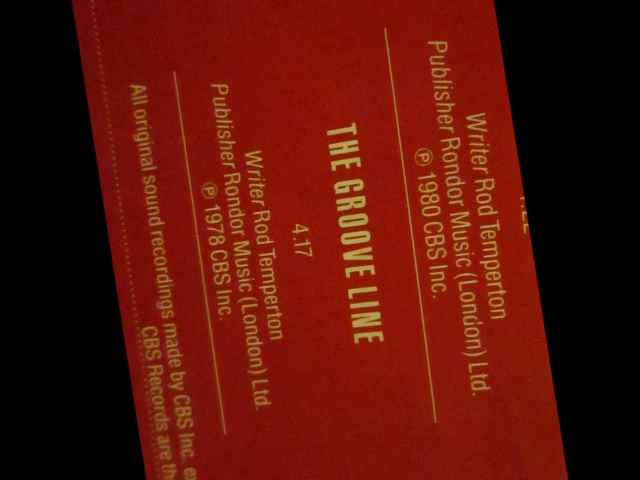 Writer Rod Temperton
Publisher Rondor Music (London) Ltd.
℗ 1980 CBS Inc.
THE GROOVE LINE
4.17
Writer Rod Temperton
Publisher Rondor Music (London) Ltd.
℗ 1978 CBS Inc.
All original sound recordings made by CBS Inc.
CBS Records are